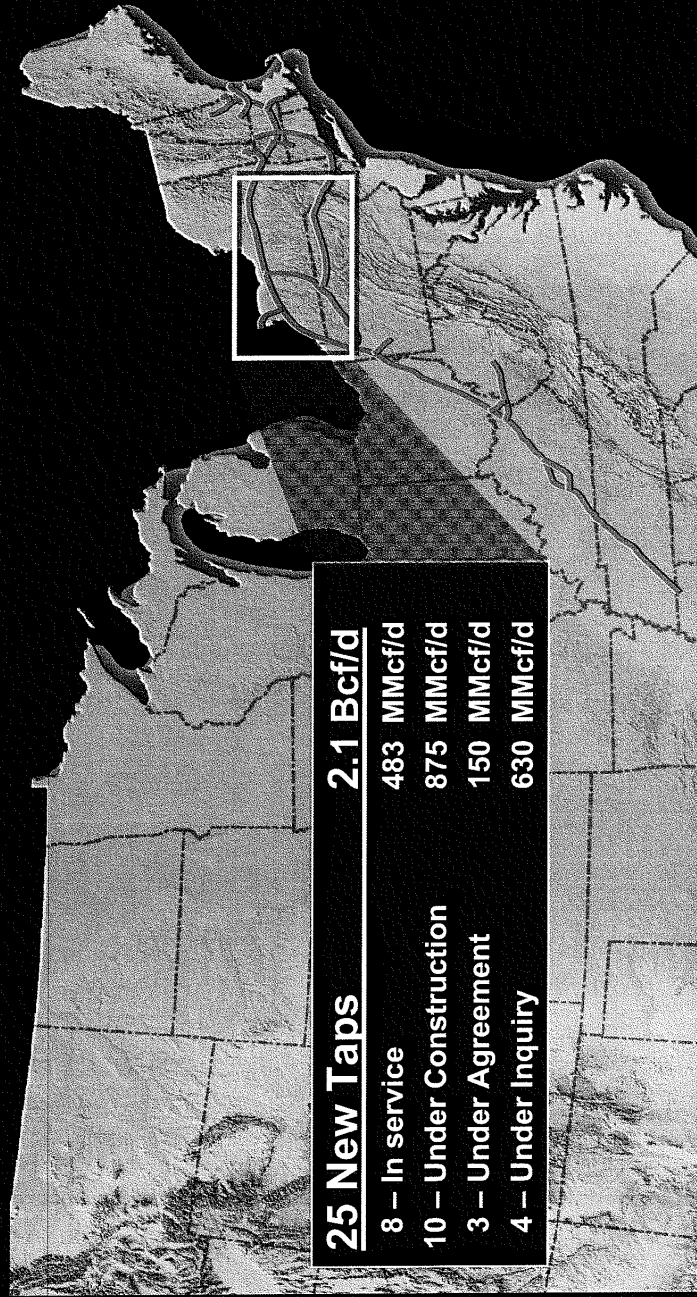 25 New Taps 2.1 Bcf/d
8 – In service 483 MMcf/d
10 – Under Construction 875 MMcf/d
3 – Under Agreement 150 MMcf/d
4 – Under Inquiry 630 MMcf/d